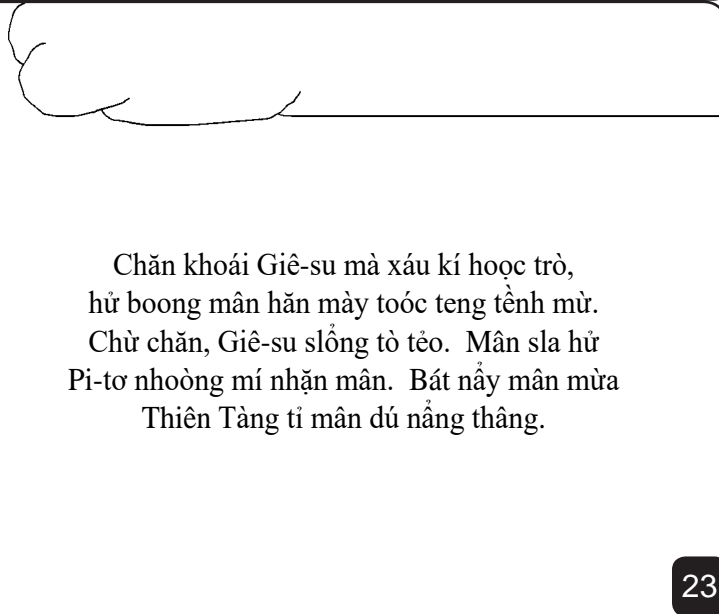 Chăn khoái Giê-su mà xáu kí hoọc trò,
hử boong mân hăn mày toóc teng tềnh mừ.
Chừ chăn, Giê-su slổng tò tẻo.  Mân sla hử
Pi-tơ nhoòng mí nhặn mân.  Bát nẩy mân mừa
Thiên Tàng tỉ mân dú nẩng thâng.
23